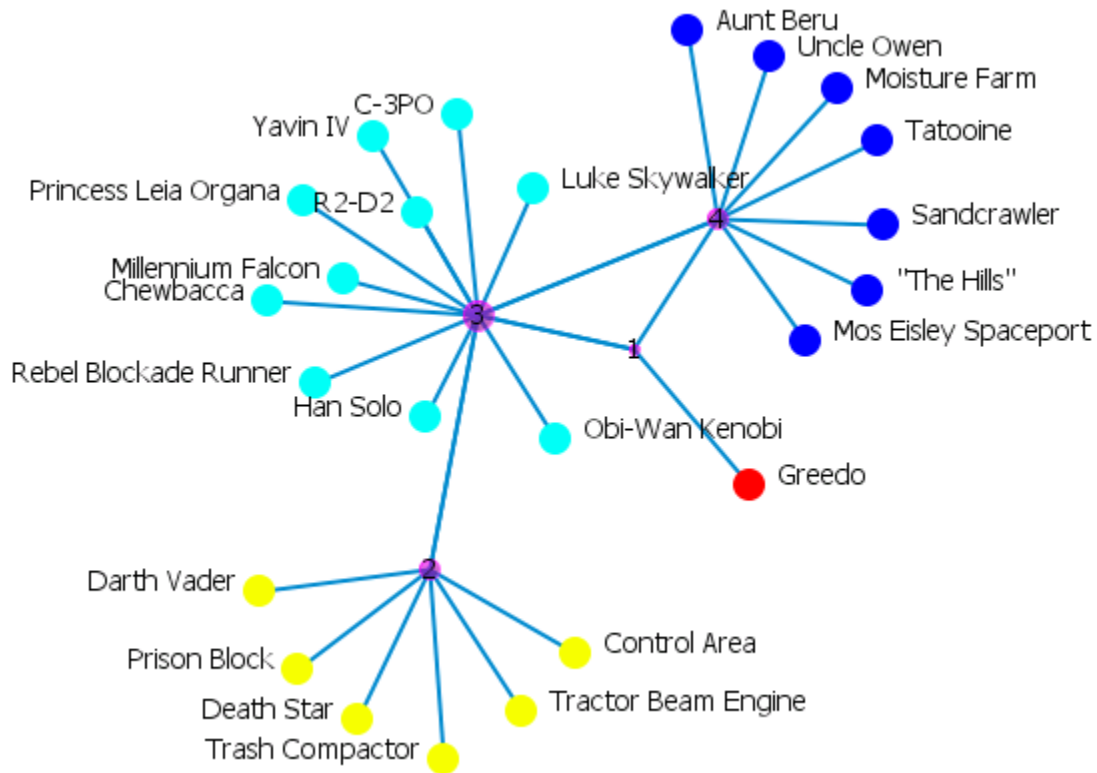 Aunt Beru
Uncle Owen
Moisture Farm
C-3PO
Yavin IV
Tatooine
Luke Skywalker
Princess Leia Organa
R2-D2
4
Sandcrawler
Millennium Falcon
"The Hills"
Chewbacca
3
Mos Eisley Spaceport
1
Rebel Blockade Runner
Han Solo
Obi-Wan Kenobi
Greedo
2
Darth Vader
Control Area
Prison Block
Tractor Beam Engine
Death Star
Trash Compactor